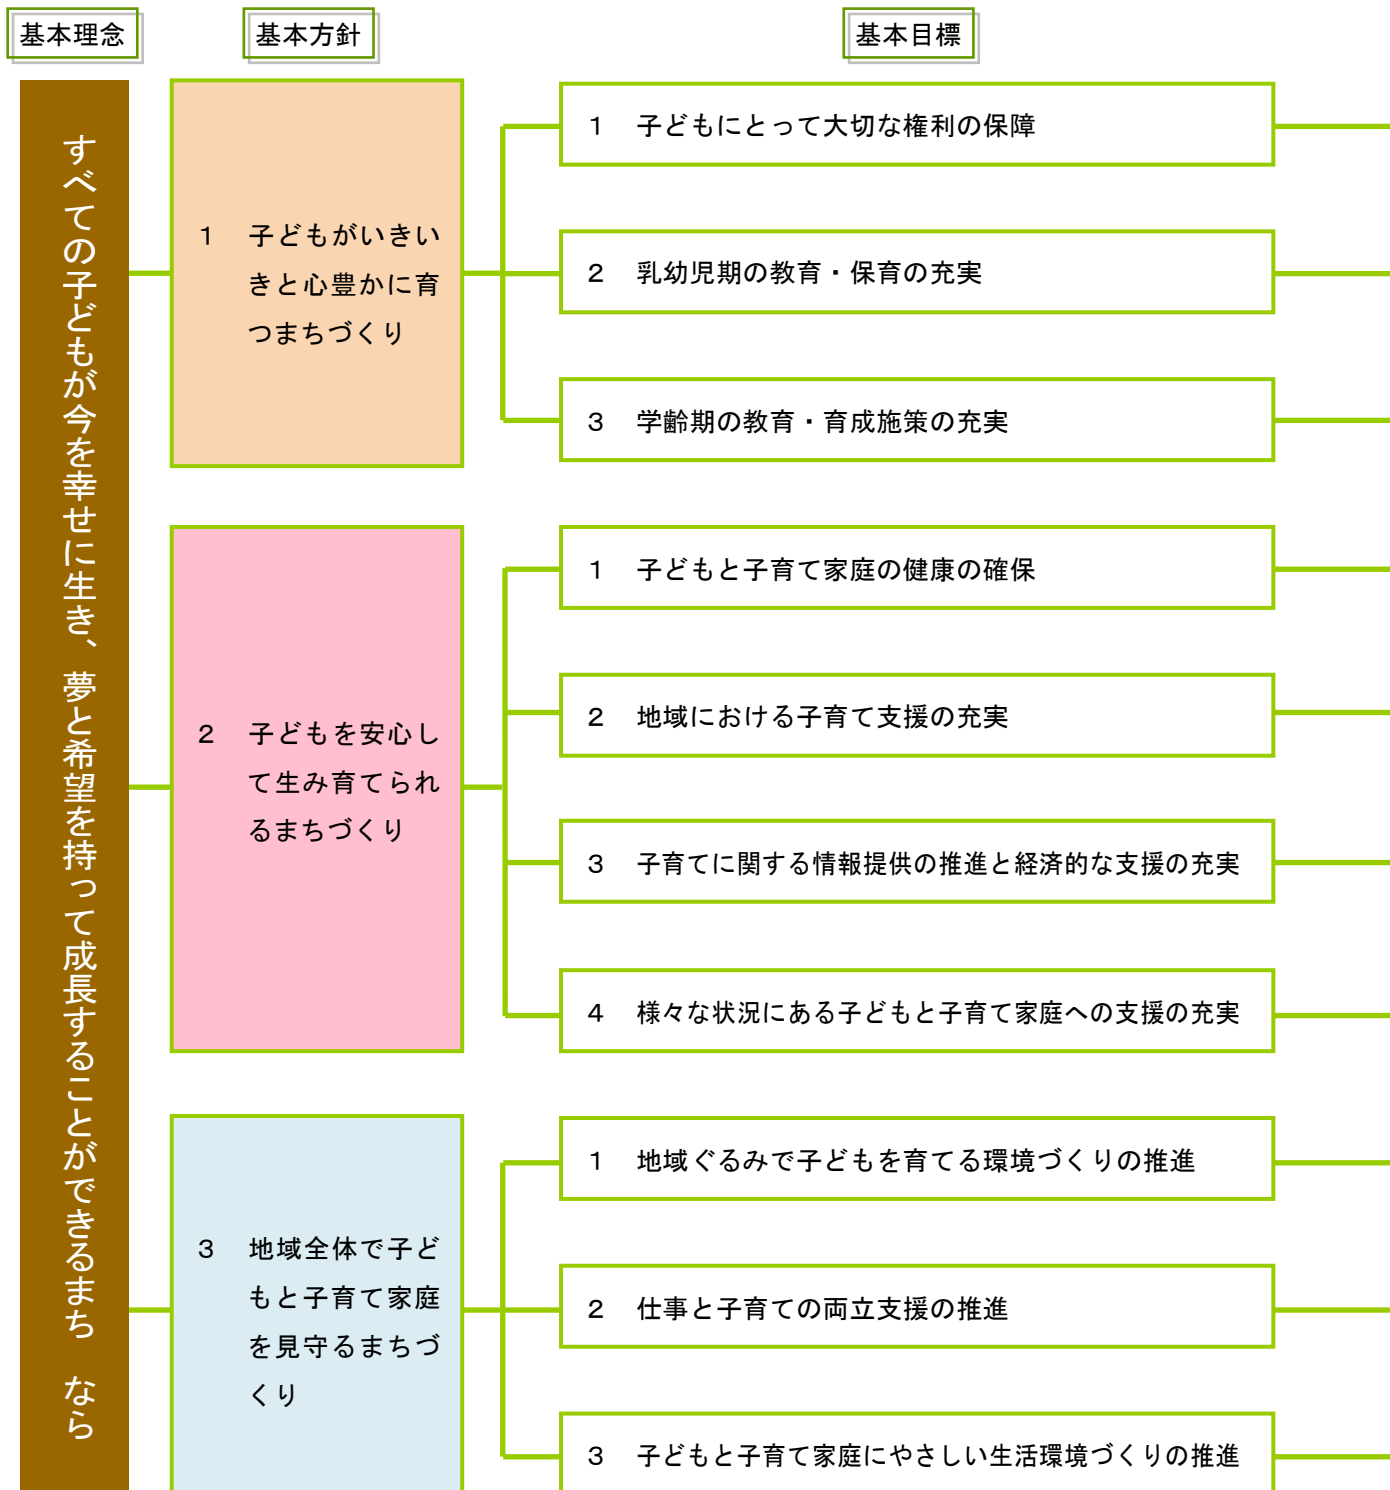 基本理念
基本方針
基本目標
すべての子どもが今を幸せに生き、夢と希望を持って成長することができるまち　なら
1　子どもがいきい
きと心豊かに育
つまちづくり
1　子どもにとって大切な権利の保障
2　乳幼児期の教育・保育の充実
3　学齢期の教育・育成施策の充実
2　子どもを安心し
て生み育てられ
るまちづくり
1　子どもと子育て家庭の健康の確保
2　地域における子育て支援の充実
3　子育てに関する情報提供の推進と経済的な支援の充実
4　様々な状況にある子どもと子育て家庭への支援の充実
3　地域全体で子ど
もと子育て家庭
を見守るまちづ
くり
1　地域ぐるみで子どもを育てる環境づくりの推進
2　仕事と子育ての両立支援の推進
3　子どもと子育て家庭にやさしい生活環境づくりの推進